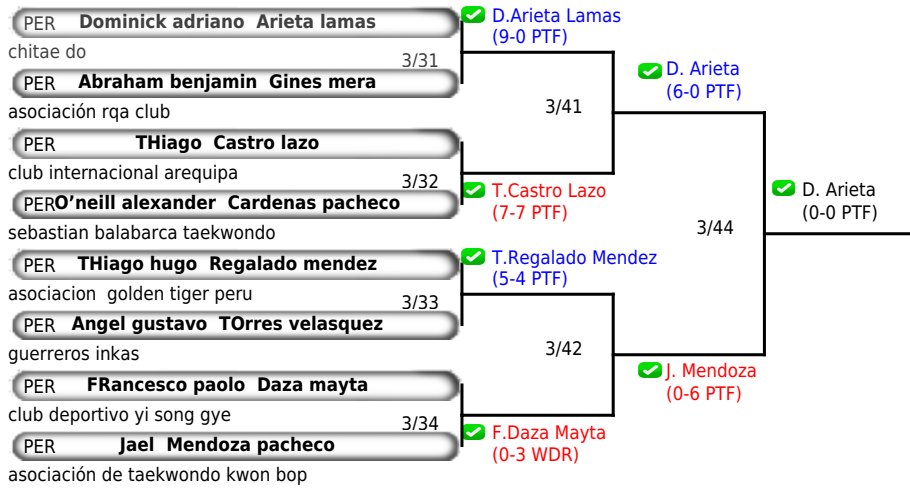 PER Dominick adriano Arieta lamas
chitae do
3/31
PER Abraham benjamin Gines mera
asociación rqa club
PER THiago Castro lazo
club internacional arequipa
3/32
PER O’neill alexander Cardenas pacheco
sebastian balabarca taekwondo
PER THiago hugo Regalado mendez
asociacion golden tiger peru
3/33
PER Angel gustavo TOrres velasquez
guerreros inkas
PER FRancesco paolo Daza mayta
club deportivo yi song gye
3/34
PER Jael Mendoza pacheco
asociación de taekwondo kwon bop
D.Arieta Lamas
(9-0 PTF)
3/41
T.Castro Lazo
(7-7 PTF)
T.Regalado Mendez
(5-4 PTF)
3/42
F.Daza Mayta
(0-3 WDR)
D. Arieta
(6-0 PTF)
3/44
J. Mendoza
(0-6 PTF)
D. Arieta
(0-0 PTF)